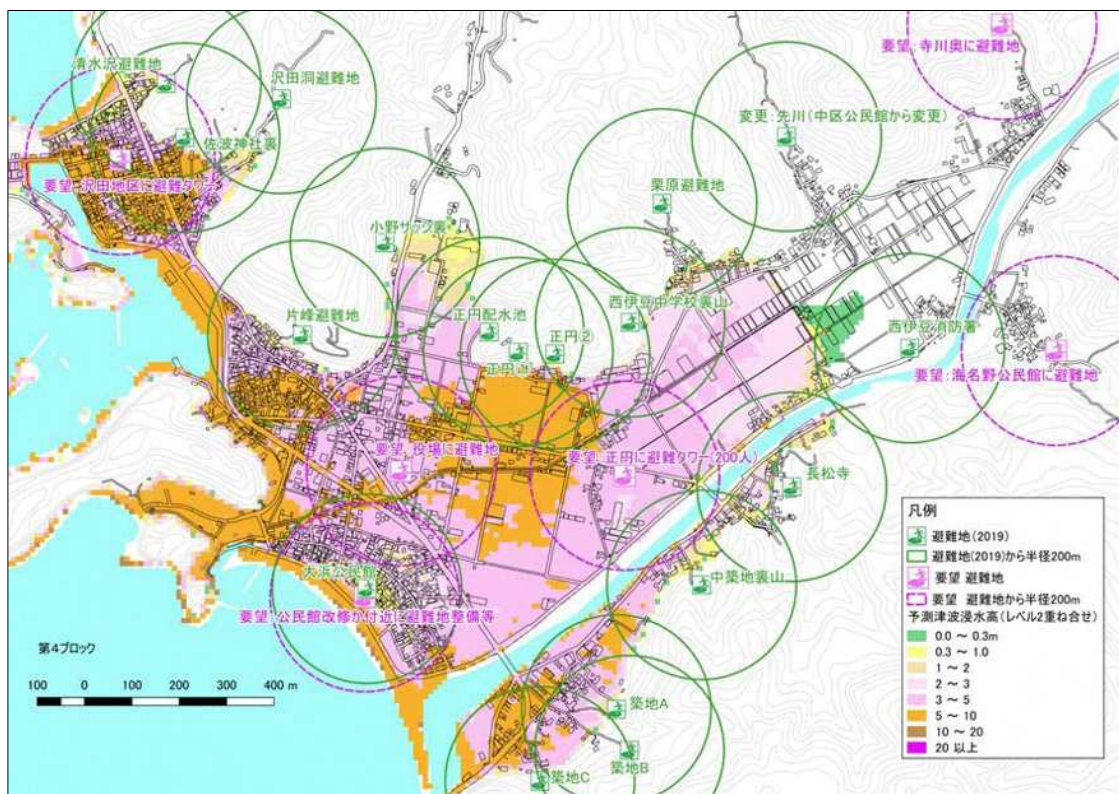 清水沢避難地
沢田洞避難地
佐波神社裏
要望:沢田地区に避難タワー
要望:寺川奥に避難地
変更:先川(中区公民館から変更)
栗原避難地
小野サック裏
片峰避難地
正円配水池
正円②
正円①
西伊豆中学校裏山
西伊豆消防署
要望:海名野公民館に避難地
要望:役場に避難地
要望:正円に避難タワー(200人)
長松寺
大浜公民館
要望:公民館改修か付近に避難地整備等
中築地裏山
築地A
築地B
築地C
第4ブロック
100 0 100 200 300 400 m
凡例
避難地(2019)
避難地(2019)から半径200m
要望 避難地
要望 避難地から半径200m
予測津波浸水高(レベル2重ね合せ)
0.0 ~ 0.3m
0.3 ~ 1.0
1 ~ 2
2 ~ 3
3 ~ 5
5 ~ 10
10 ~ 20
20 以上